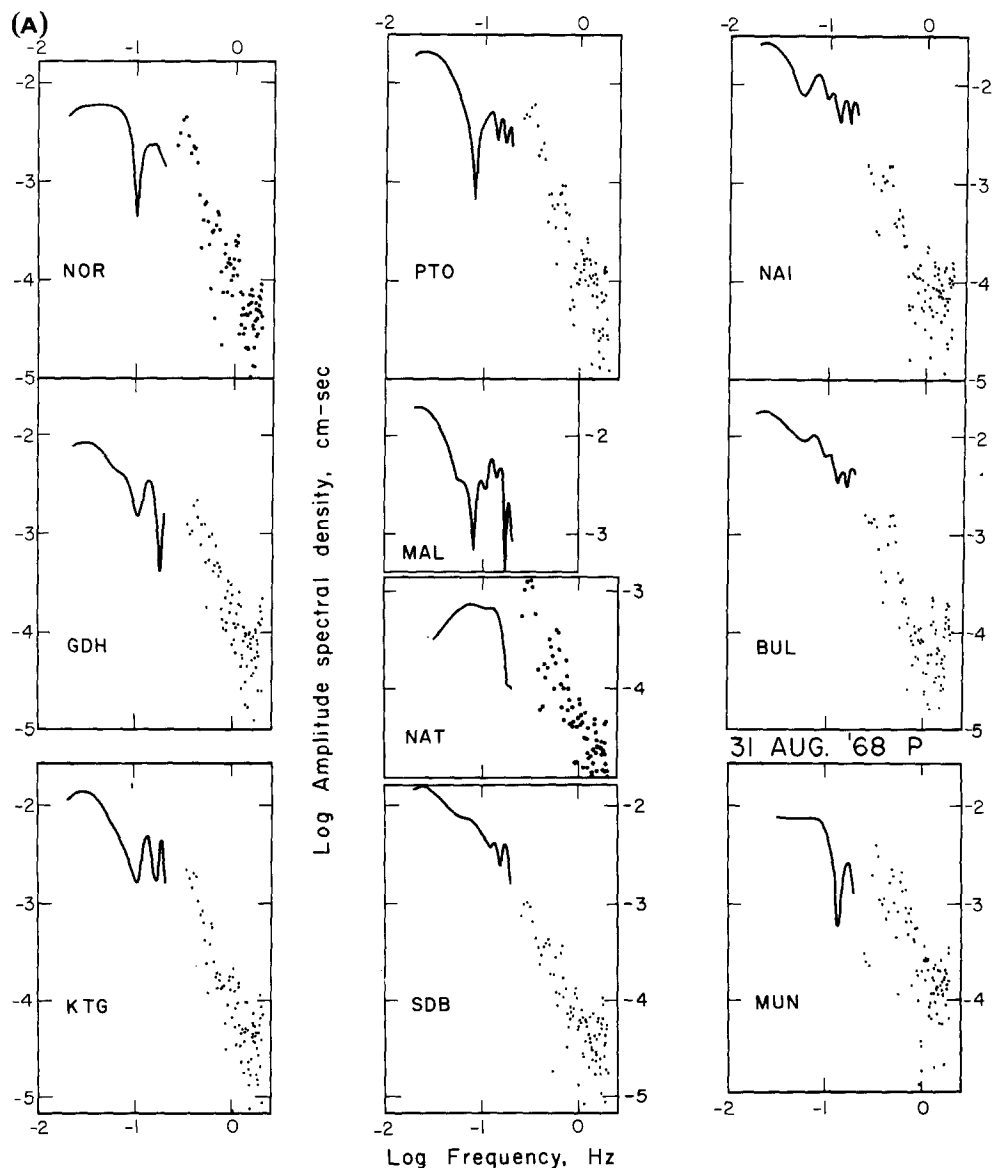 (A)
-2 -1 0
-2
-3
-4
-5
NOR
-3
-4
-5
GDH
-2
-3
-4
-5
KTG
-2 -1 0
Log Amplitude spectral density, cm-sec
-2 -1 0
PTO
-2
-3
MAL
-3
-4
NAT
-2
-3
-4
-5
SDB
-2 -1 0
Log Frequency, Hz
-2 -1 0
-2
-3
-4
-5
NAI
-2
-3
-4
-5
BUL
31 AUG. '68 P
-2
-3
-4
MUN
-2 -1 0